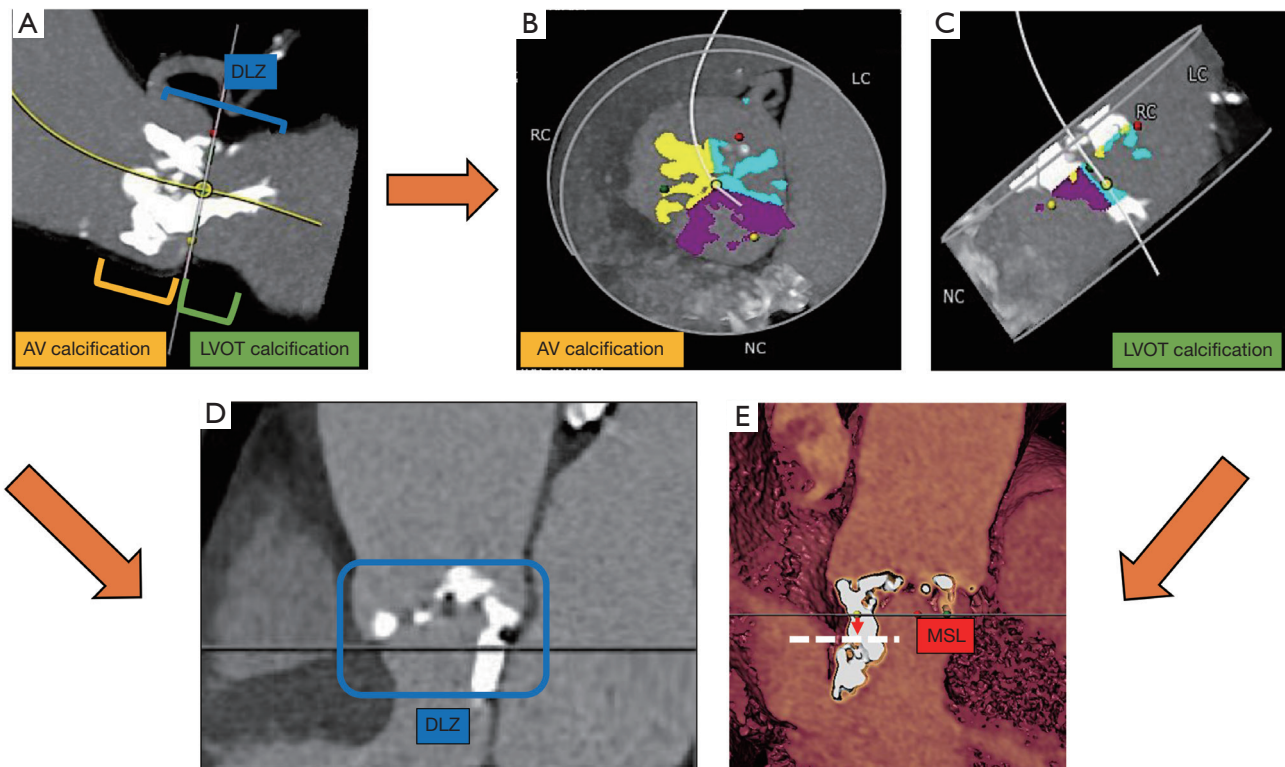 A
DLZ
AV calcification
LVOT calcification
B
RC
LC
NC
AV calcification
C
LC
RC
NC
LVOT calcification
D
DLZ
E
MSL